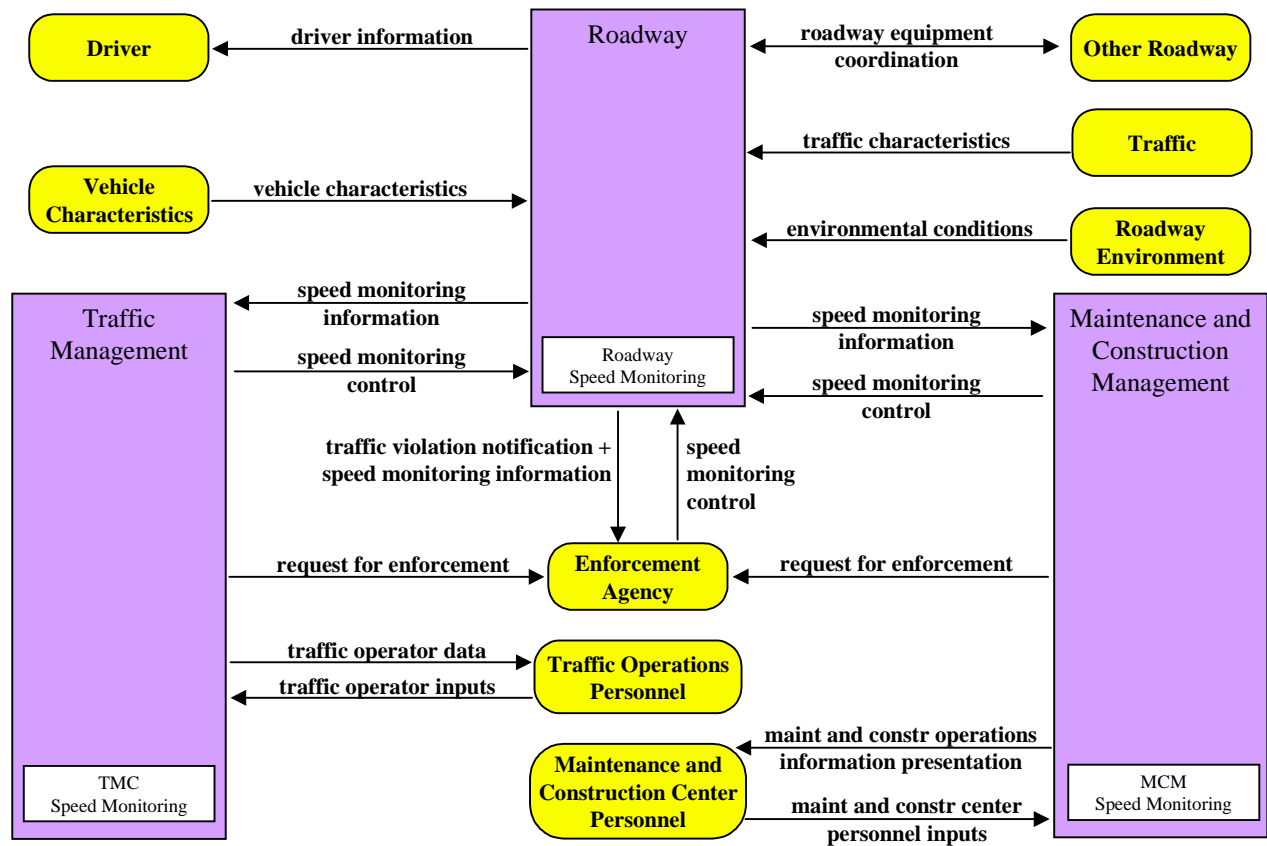 Driver
driver information
Roadway
roadway equipment
coordination
Other Roadway
traffic characteristics
Traffic
Vehicle
Characteristics
vehicle characteristics
environmental conditions
Roadway
Environment
speed monitoring
information
Traffic
Management
speed monitoring
control
Roadway
Speed Monitoring
speed monitoring
information
speed monitoring
control
Maintenance and
Construction
Management
traffic violation notification +
speed monitoring information
speed
monitoring
control
request for enforcement
Enforcement
Agency
request for enforcement
traffic operator data
traffic operator inputs
Traffic Operations
Personnel
maint and constr operations
information presentation
Maintenance and
Construction Center
Personnel
maint and constr center
personnel inputs
TMC
Speed Monitoring
MCM
Speed Monitoring